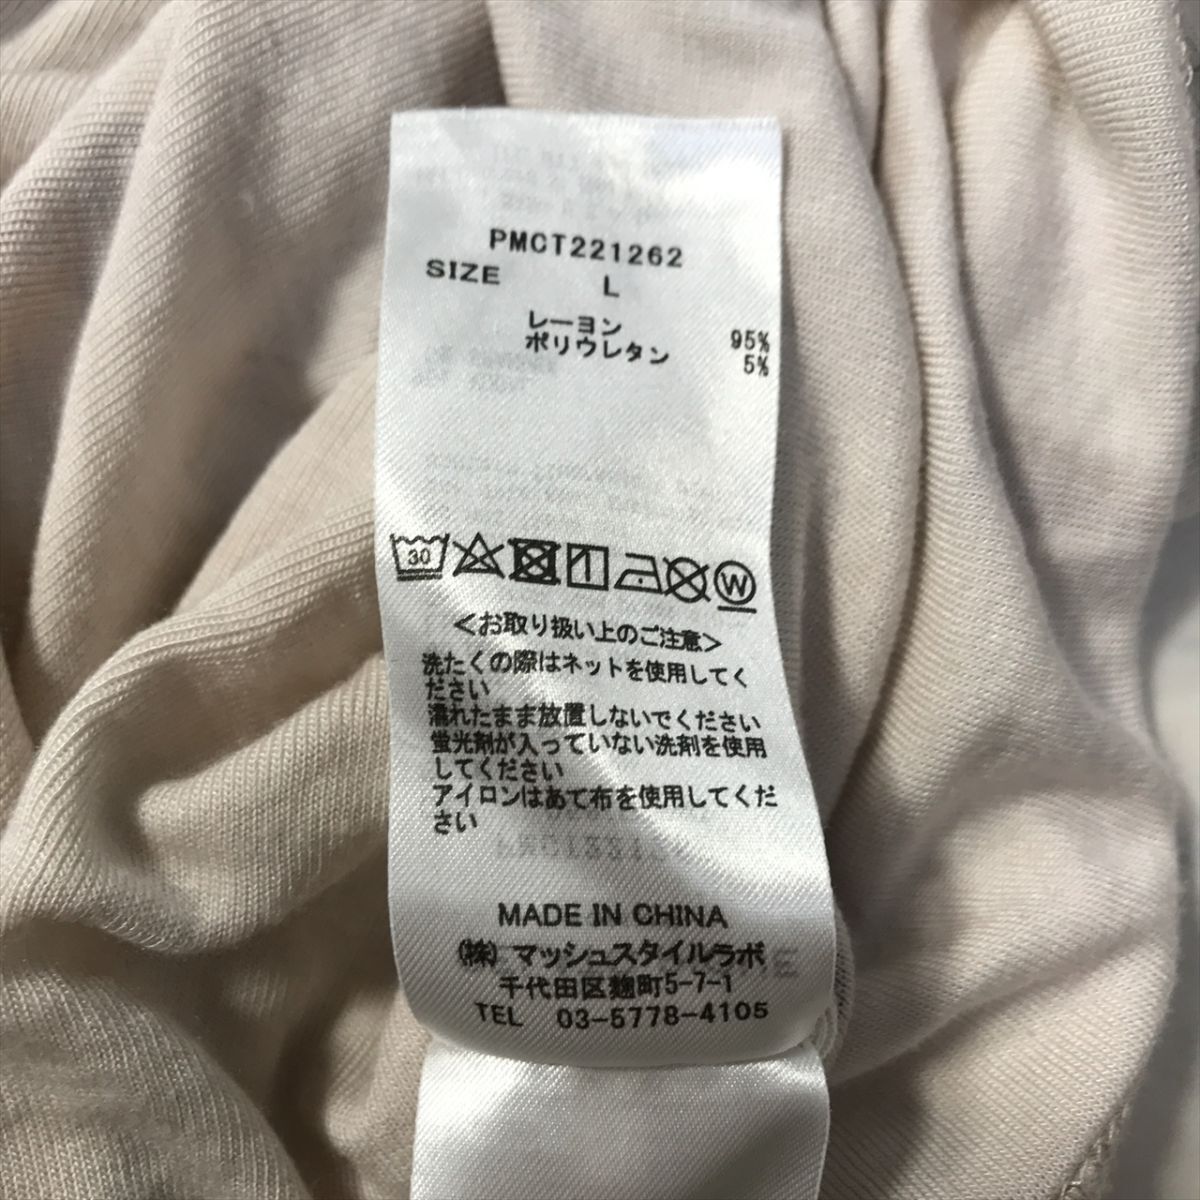 PMCT221262
SIZE L
レーヨン 95%
ポリウレタン 5%
30
W
<お取り扱い上のご注意>
洗たくの際はネットを使用してく
ださい
濡れたまま放置しないでください
蛍光剤が入っていない洗剤を使用
してください
アイロンはあて布を使用してくだ
さい
MADE IN CHINA
(株) マッシュスタイルラボ
千代田区麹町5-7-1
TEL 03-5778-4105